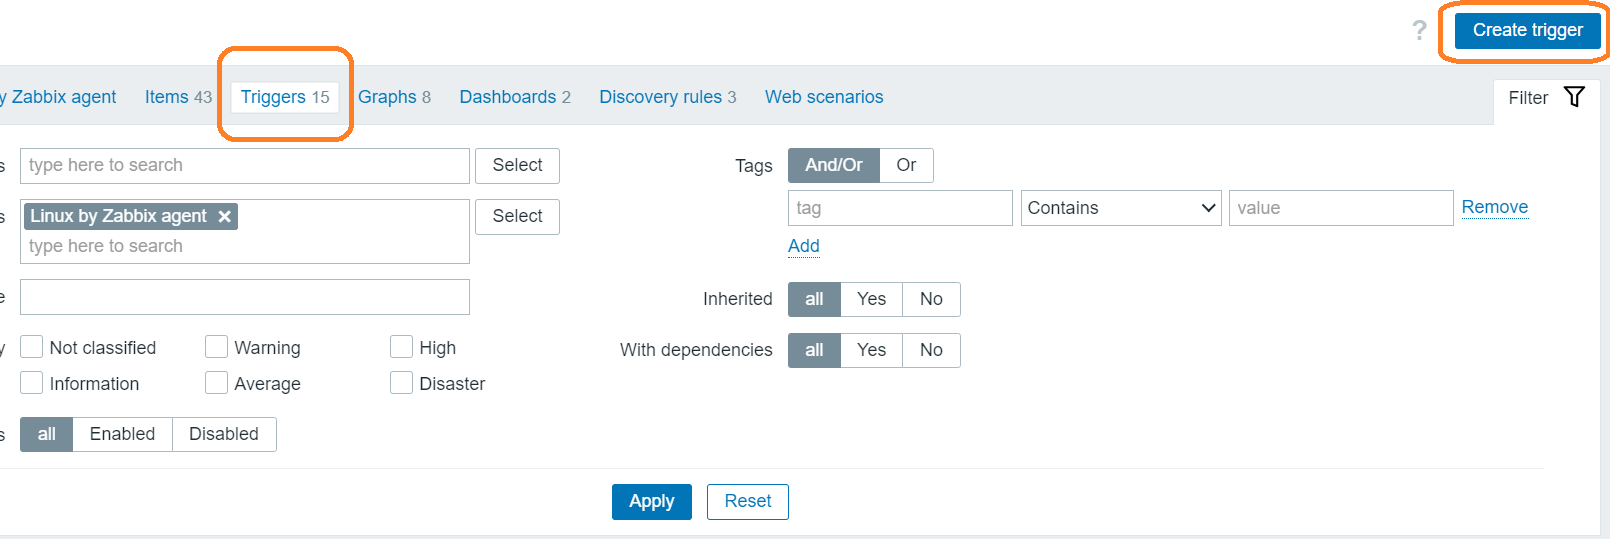 ? Create trigger
y Zabbix agent Items 43 Triggers 15 Graphs 8 Dashboards 2 Discovery rules 3 Web scenarios Filter
s type here to search Select Tags And/Or Or
s Linux by Zabbix agent × Select tag Contains value Remove
type here to search Add
e Inherited all Yes No
y Not classified Warning High With dependencies all Yes No
Information Average Disaster
s all Enabled Disabled
Apply Reset